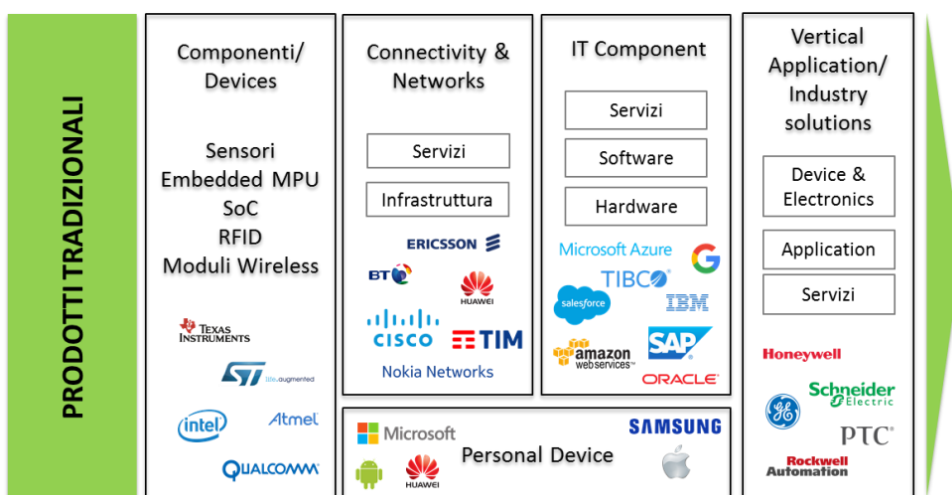 PRODOTTI TRADIZIONALI
Componenti/
Devices
Sensori
Embedded MPU
SoC
RFID
Moduli Wireless
TEXAS
INSTRUMENTS
ST life.augmented
intel
Atmel
QUALCOMM
Connectivity &
Networks
Servizi
Infrastruttura
ERICSSON
BT
HUAWEI
CISCO
TIM
Nokia Networks
IT Component
Servizi
Software
Hardware
Microsoft Azure
G
TIBCO
salesforce
IBM
amazon
webservices™
SAP
ORACLE
Microsoft
SAMSUNG
HUAWEI
Personal Device
Vertical
Application/
Industry
solutions
Device &
Electronics
Application
Servizi
Honeywell
Schneider
Electric
GE
PTC
Rockwell
Automation